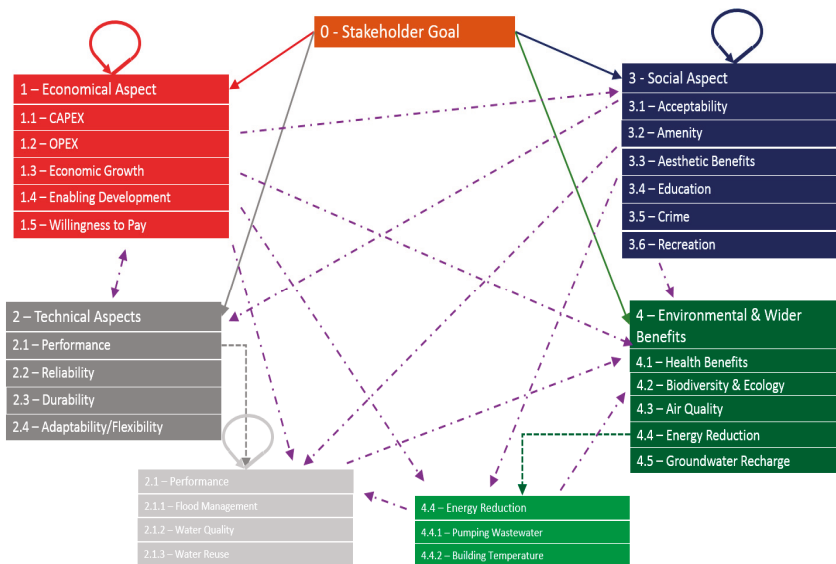 0 - Stakeholder Goal
1 – Economical Aspect
1.1 – CAPEX
1.2 – OPEX
1.3 – Economic Growth
1.4 – Enabling Development
1.5 – Willingness to Pay
3 - Social Aspect
3.1 – Acceptability
3.2 – Amenity
3.3 – Aesthetic Benefits
3.4 – Education
3.5 – Crime
3.6 – Recreation
2 – Technical Aspects
2.1 – Performance
2.2 – Reliability
2.3 – Durability
2.4 – Adaptability/Flexibility
4 – Environmental & Wider
Benefits
4.1 – Health Benefits
4.2 – Biodiversity & Ecology
4.3 – Air Quality
4.4 – Energy Reduction
4.5 – Groundwater Recharge
2.1 – Performance
2.1.1 – Flood Management
2.1.2 – Water Quality
2.1.3 – Water Reuse
4.4 – Energy Reduction
4.4.1 – Pumping Wastewater
4.4.2 – Building Temperature